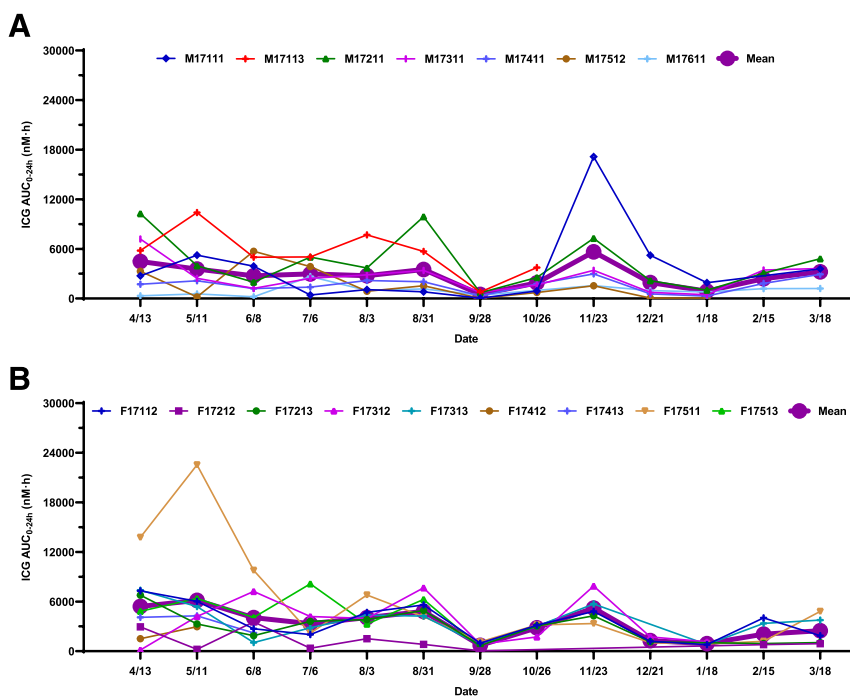 A
30000
M17111 M17113 M17211 M17311 M17411 M17512 M17611 Mean
24000
18000
12000
6000
0
ICG AUC0-24h (nM·h)
4/13 5/11 6/8 7/6 8/3 8/31 9/28 10/26 11/23 12/21 1/18 2/15 3/18
Date
B
30000
F17112 F17212 F17213 F17312 F17313 F17412 F17413 F17511 F17513 Mean
24000
18000
12000
6000
0
ICG AUC0-24h (nM·h)
4/13 5/11 6/8 7/6 8/3 8/31 9/28 10/26 11/23 12/21 1/18 2/15 3/18
Date